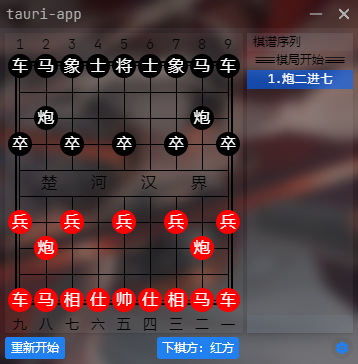 tauri-app
1 2 3 4 5 6 7 8 9
车 马 象 士 将 士 象 马 车
炮 炮
卒 卒 卒 卒 卒
楚 河 汉 界
兵 兵 兵 兵 兵
炮 炮
车 马 相 仕 帅 仕 相 马 车
九 八 七 六 五 四 三 二 一
棋谱序列
===棋局开始===
1.炮二进七
重新开始
下棋方: 红方